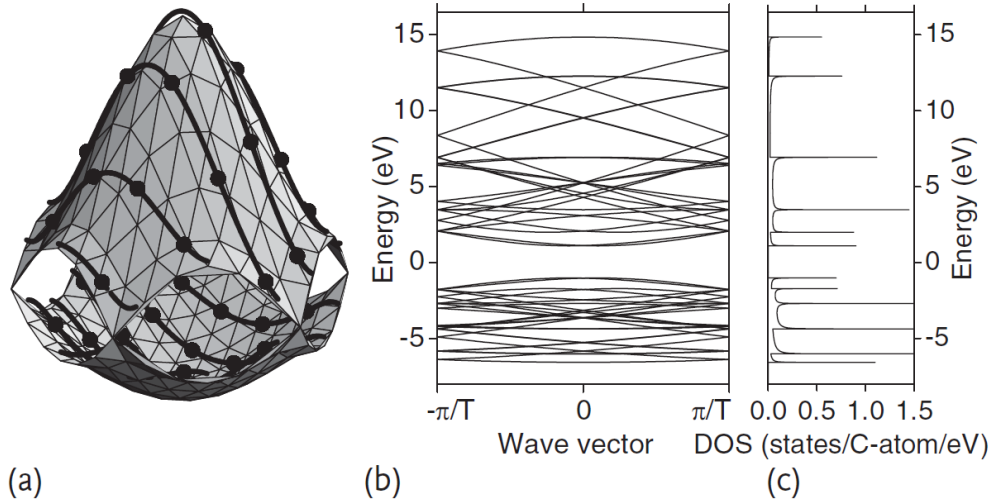 15
10
5
0
-5
Energy (eV)
-π/T
0
π/T
Wave vector
15
10
5
0
-5
Energy (eV)
0.0
0.5
1.0
1.5
DOS (states/C-atom/eV)
(a)
(b)
(c)